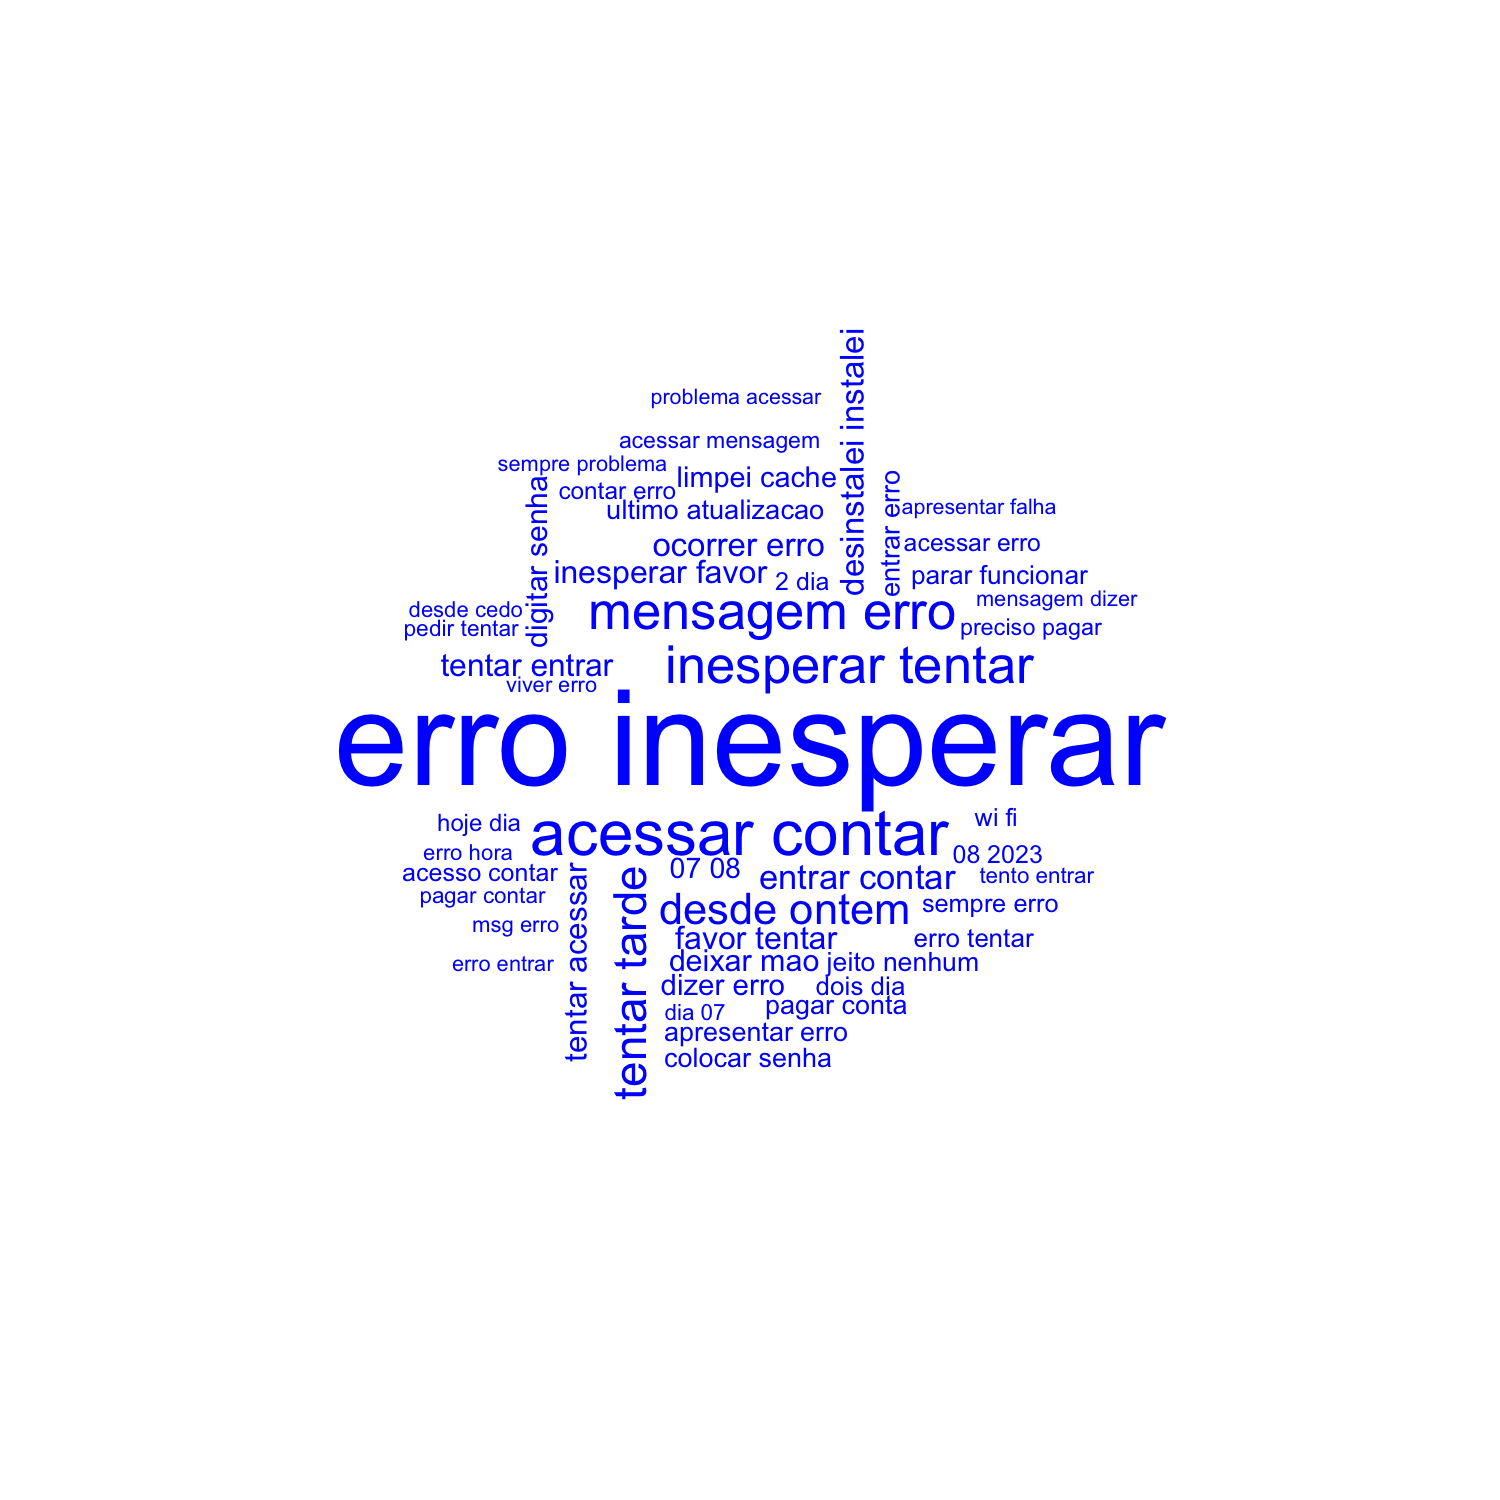 desinstalei instalei
problema acessar
acessar mensagem
sempre problema
limpei cache
entrar erro
digitar senha
contar erro
apresentar falha
ultimo atualizacao
ocorrer erro
acessar erro
inesperar favor
2 dia
parar funcionar
mensagem erro
mensagem dizer
desde cedo
pedir tentar
preciso pagar
tentar entrar
inesperar tentar
viver erro
erro inesperar
hoje dia
acessar contar
wi fi
erro hora
08 2023
acesso contar
tentar acessar
tentar tarde
07 08
entrar contar
tento entrar
pagar contar
desde ontem
sempre erro
msg erro
favor tentar
erro tentar
erro entrar
deixar mao
jeito nenhum
dizer erro
dois dia
dia 07
pagar conta
apresentar erro
colocar senha